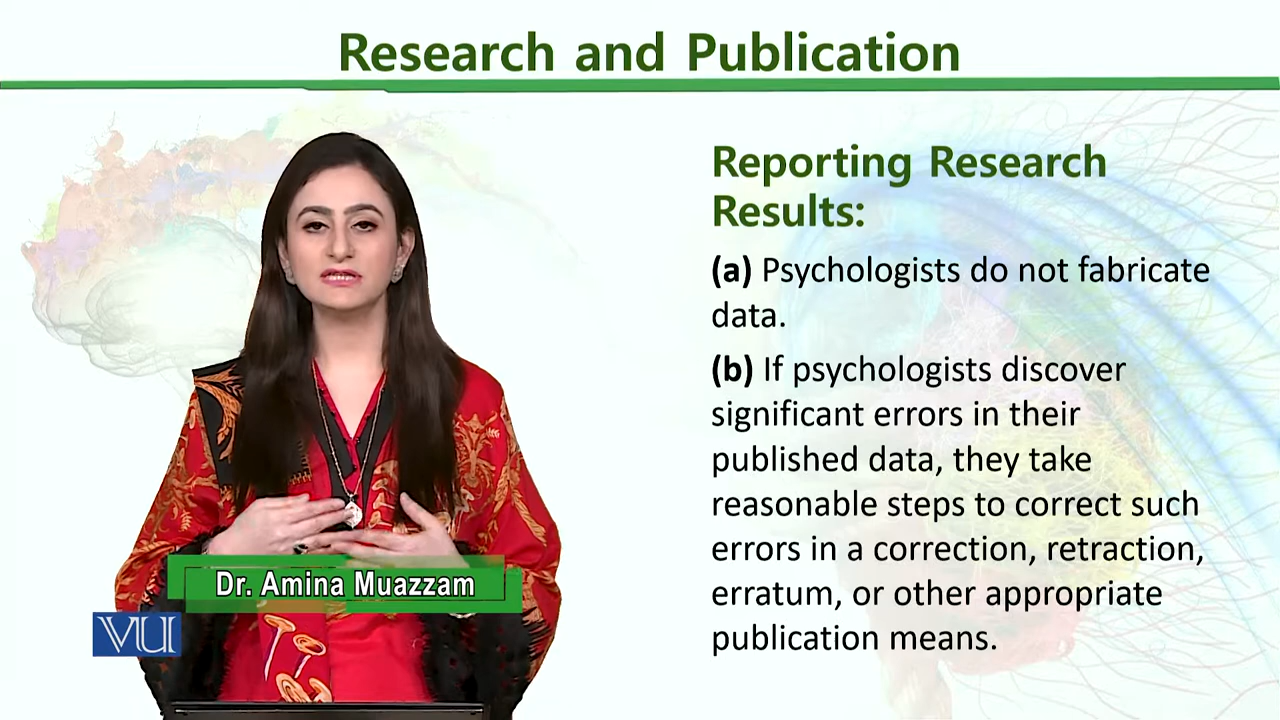 Research and Publication
Reporting Research
Results:
(a) Psychologists do not fabricate
data.
(b) If psychologists discover
significant errors in their
published data, they take
reasonable steps to correct such
errors in a correction, retraction,
erratum, or other appropriate
publication means.
Dr. Amina Muazzam
VU